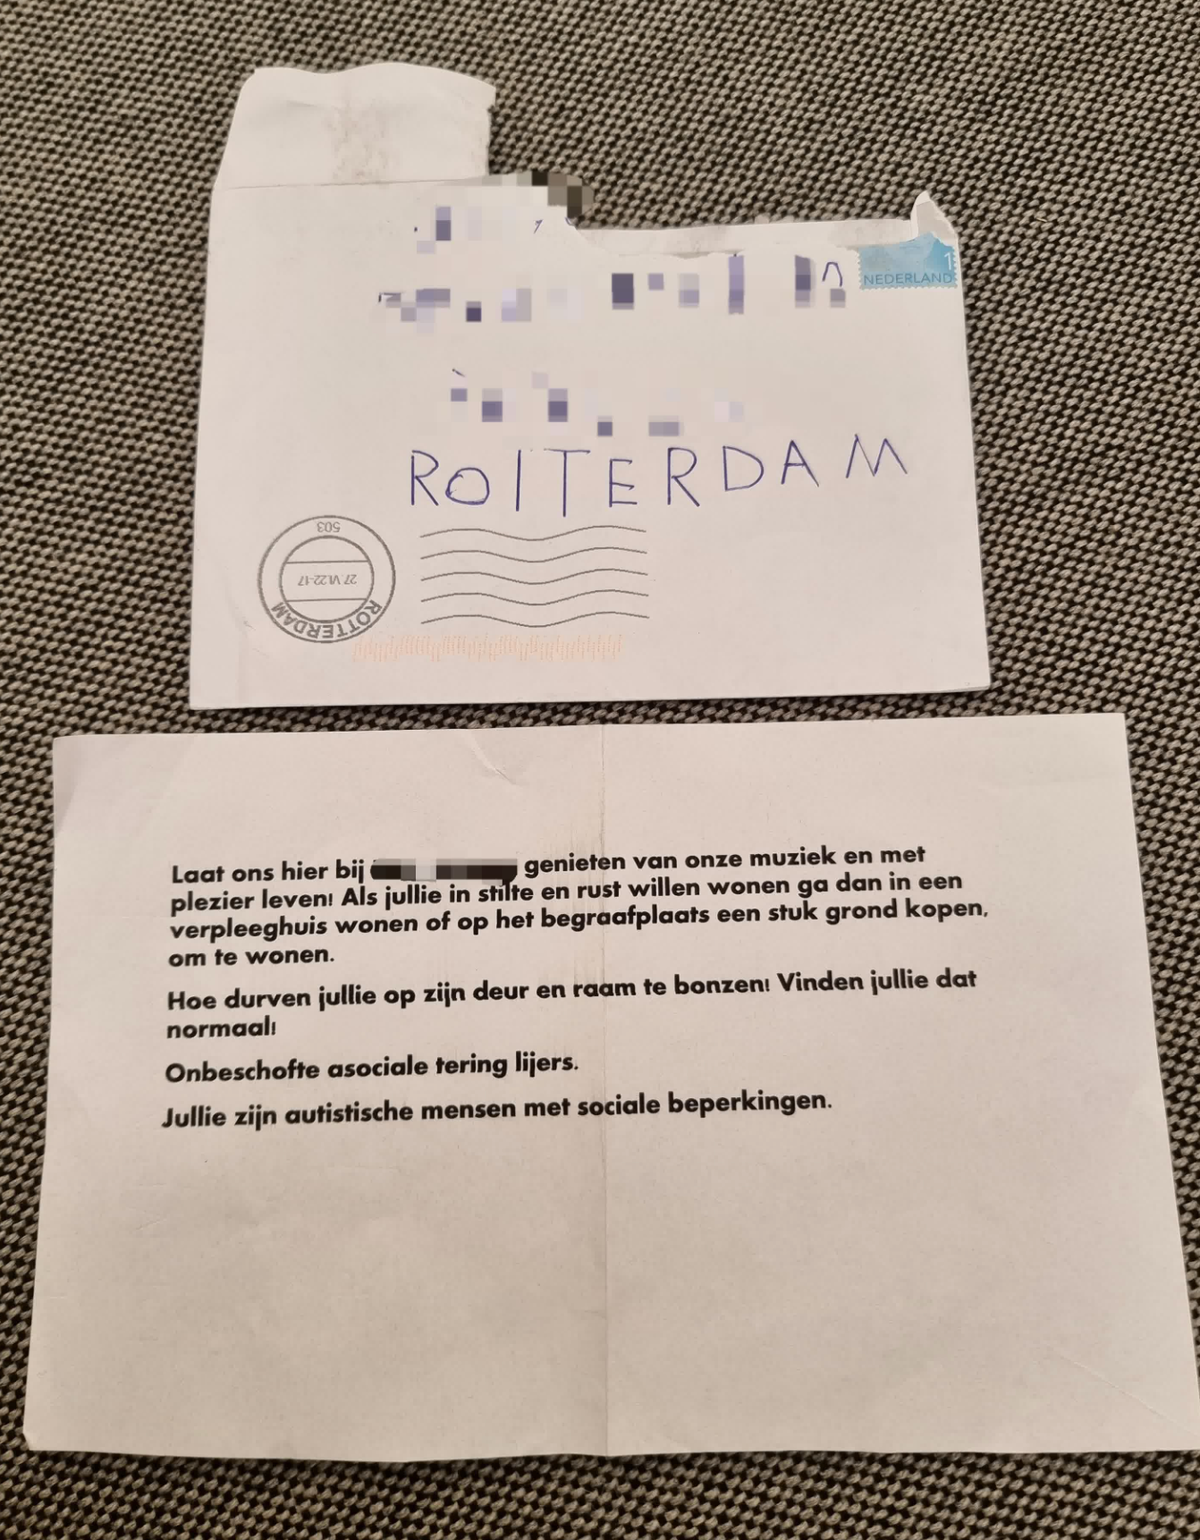 1
NEDERLAND
ROTTERDAM
503
27 VI.22-17
ROTTERDAM
Laat ons hier bij genieten van onze muziek en met
plezier leven! Als jullie in stilte en rust willen wonen ga dan in een
verpleeghuis wonen of op het begraafplaats een stuk grond kopen,
om te wonen.
Hoe durven jullie op zijn deur en raam te bonzen! Vinden jullie dat
normaal!
Onbeschofte asociale tering lijers.
Jullie zijn autistische mensen met sociale beperkingen.